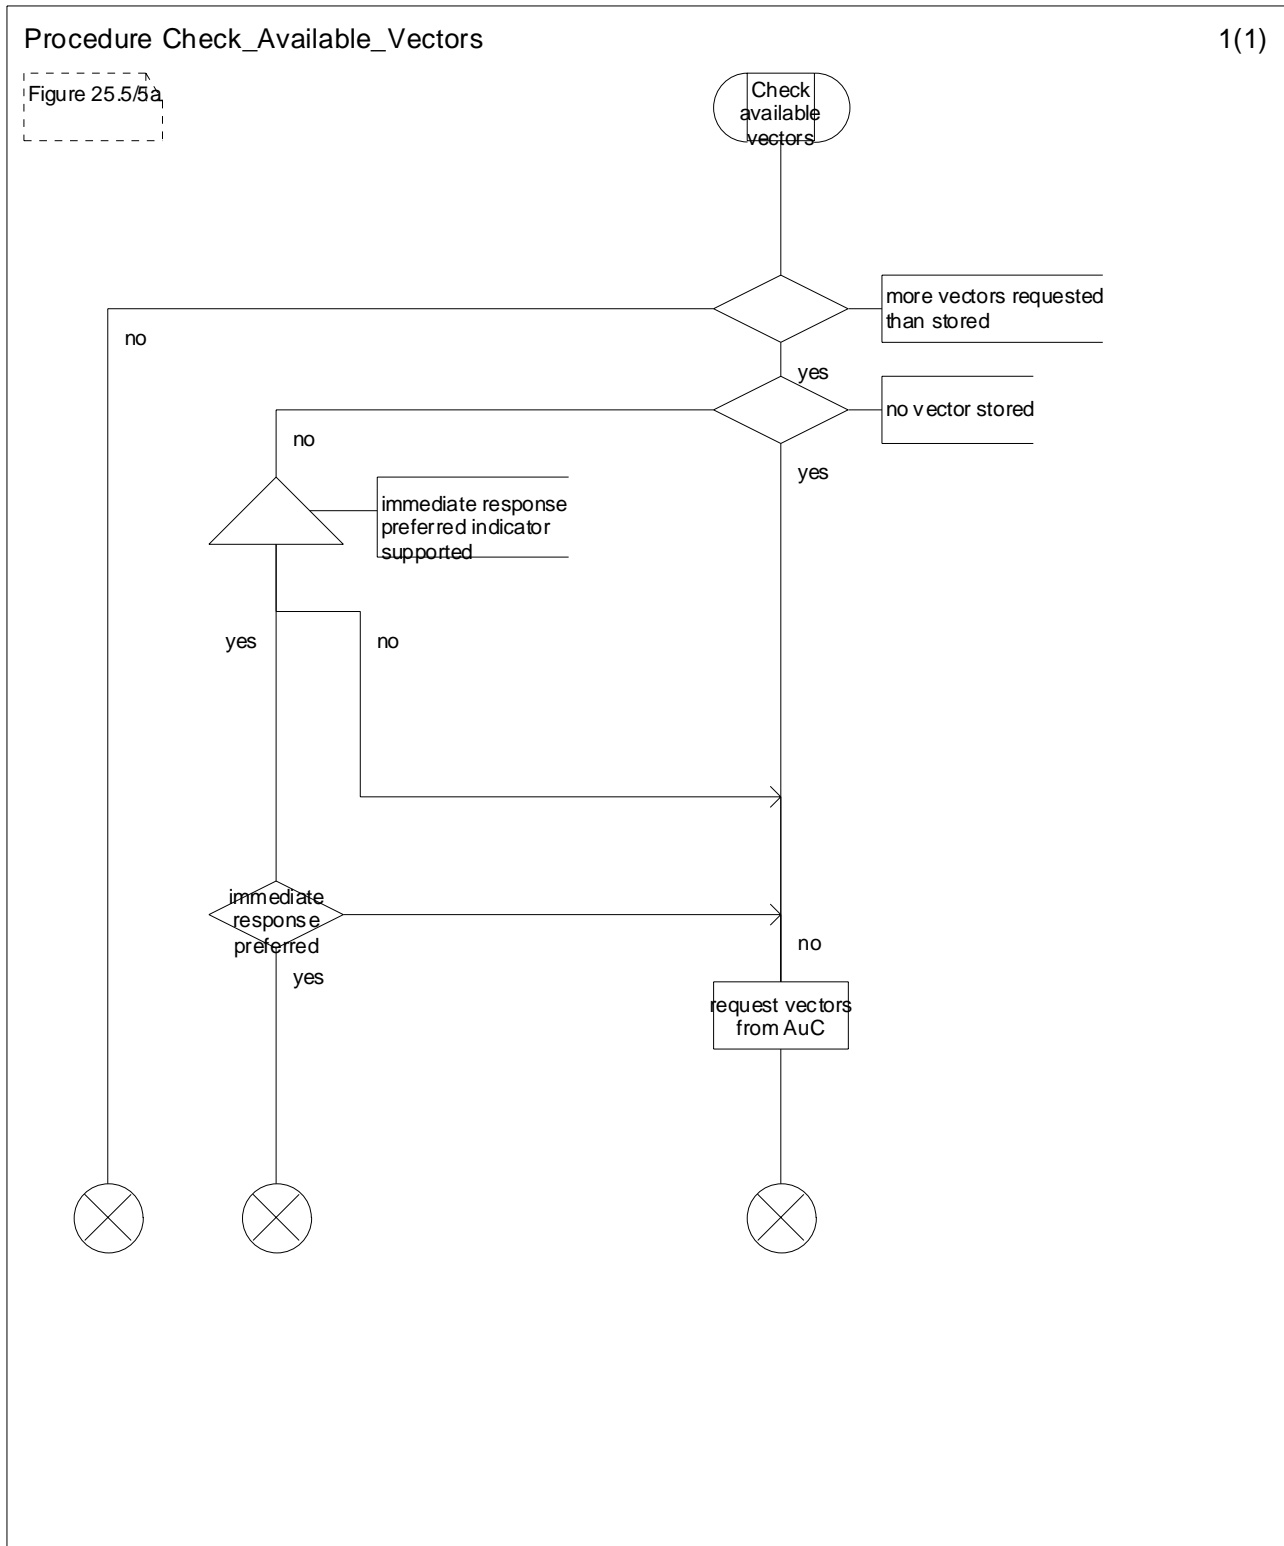 Procedure Check_Available_Vectors
1(1)
Figure 25.5/5a
Check
available
vectors
more vectors requested
than stored
no
yes
no vector stored
no
yes
immediate response
preferred indicator
supported
yes
no
immediate
response
preferred
no
yes
request vectors
from AuC